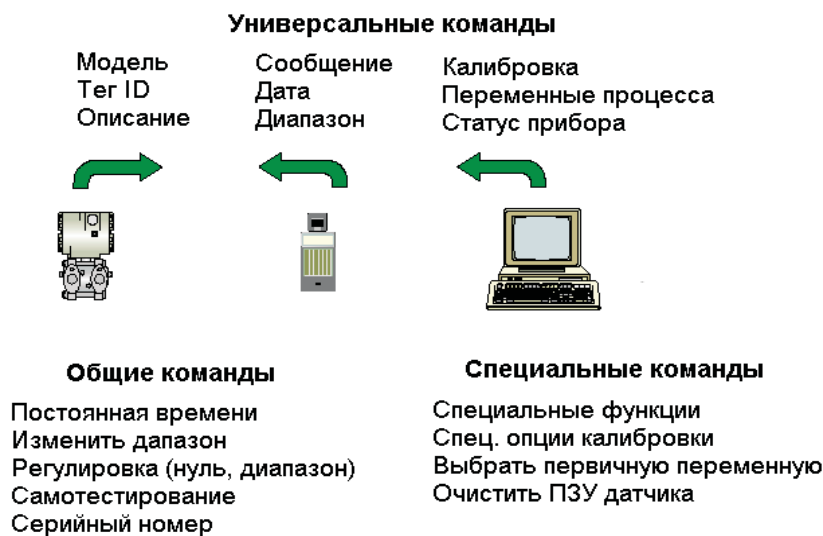 Универсальные команды
Модель
Тег ID
Описание
Сообщение
Дата
Диапазон
Калибровка
Переменные процесса
Статус прибора
Общие команды
Постоянная времени
Изменить дапазон
Регулировка (нуль, диапазон)
Самотестирование
Серийный номер
Специальные команды
Специальные функции
Спец. опции калибровки
Выбрать первичную переменную
Очистить ПЗУ датчика